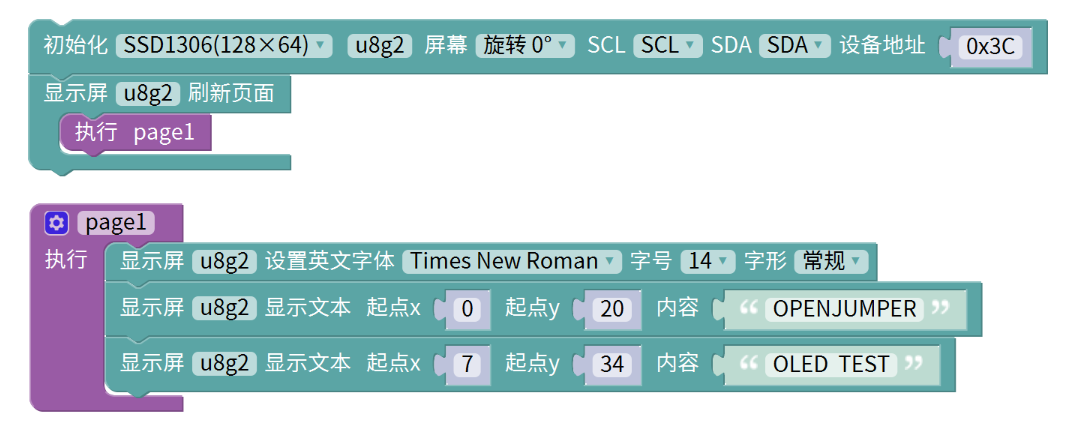 初始化 SSD1306(128×64) u8g2 屏幕 旋转 0° SCL SCL SDA SDA 设备地址 0x3C
显示屏 u8g2 刷新页面
执行 page1
page1
执行 显示屏 u8g2 设置英文字体 Times New Roman 字号 14 字形 常规
显示屏 u8g2 显示文本 起点x 0 起点y 20 内容 “ OPENJUMPER ”
显示屏 u8g2 显示文本 起点x 7 起点y 34 内容 “ OLED TEST ”